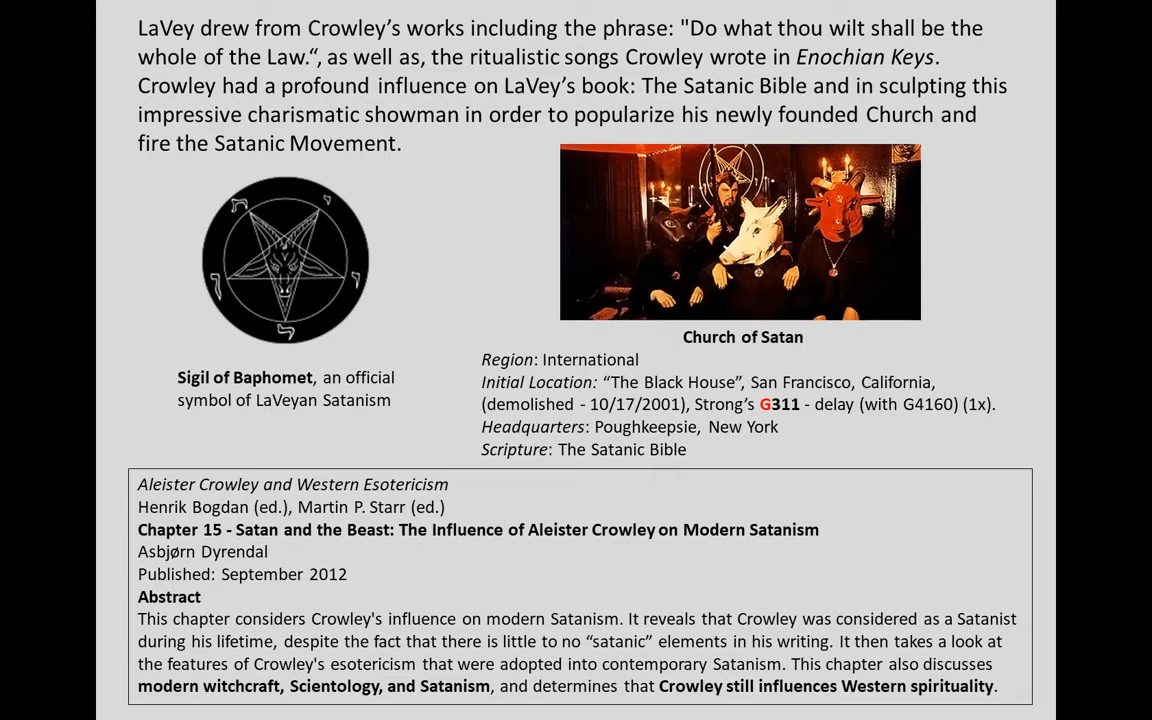 LaVey drew from Crowley’s works including the phrase: "Do what thou wilt shall be the
whole of the Law.“, as well as, the ritualistic songs Crowley wrote in Enochian Keys.
Crowley had a profound influence on LaVey’s book: The Satanic Bible and in sculpting this
impressive charismatic showman in order to popularize his newly founded Church and
fire the Satanic Movement.
Sigil of Baphomet, an official
symbol of LaVeyan Satanism
Church of Satan
Region: International
Initial Location: “The Black House”, San Francisco, California,
(demolished - 10/17/2001), Strong’s G311 - delay (with G4160) (1x).
Headquarters: Poughkeepsie, New York
Scripture: The Satanic Bible
Aleister Crowley and Western Esotericism
Henrik Bogdan (ed.), Martin P. Starr (ed.)
Chapter 15 - Satan and the Beast: The Influence of Aleister Crowley on Modern Satanism
Asbjørn Dyrendal
Published: September 2012
Abstract
This chapter considers Crowley's influence on modern Satanism. It reveals that Crowley was considered as a Satanist
during his lifetime, despite the fact that there is little to no “satanic” elements in his writing. It then takes a look at
the features of Crowley's esotericism that were adopted into contemporary Satanism. This chapter also discusses
modern witchcraft, Scientology, and Satanism, and determines that Crowley still influences Western spirituality.